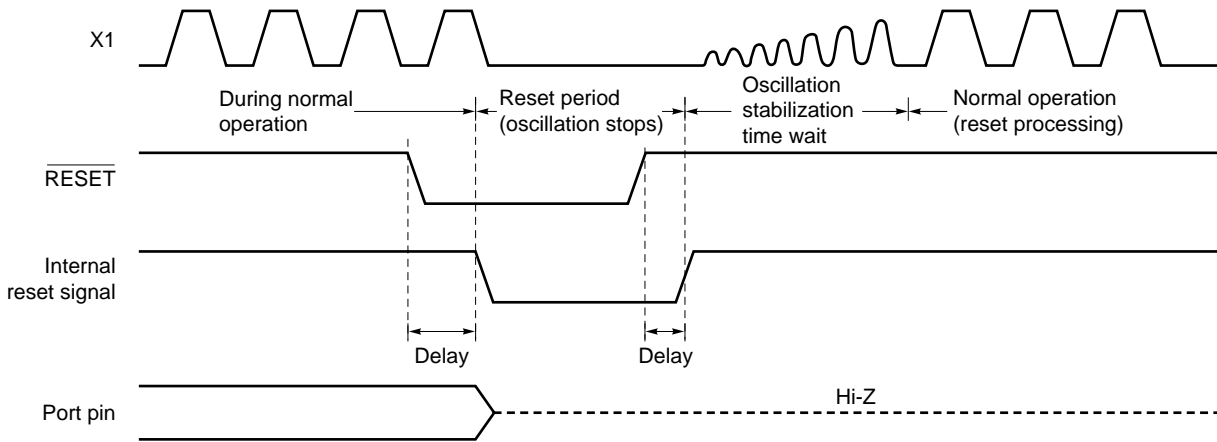 X1
During normal
operation
Reset period
(oscillation stops)
Oscillation
stabilization
time wait
Normal operation
(reset processing)
RESET
Internal
reset signal
Delay
Delay
Port pin
Hi-Z